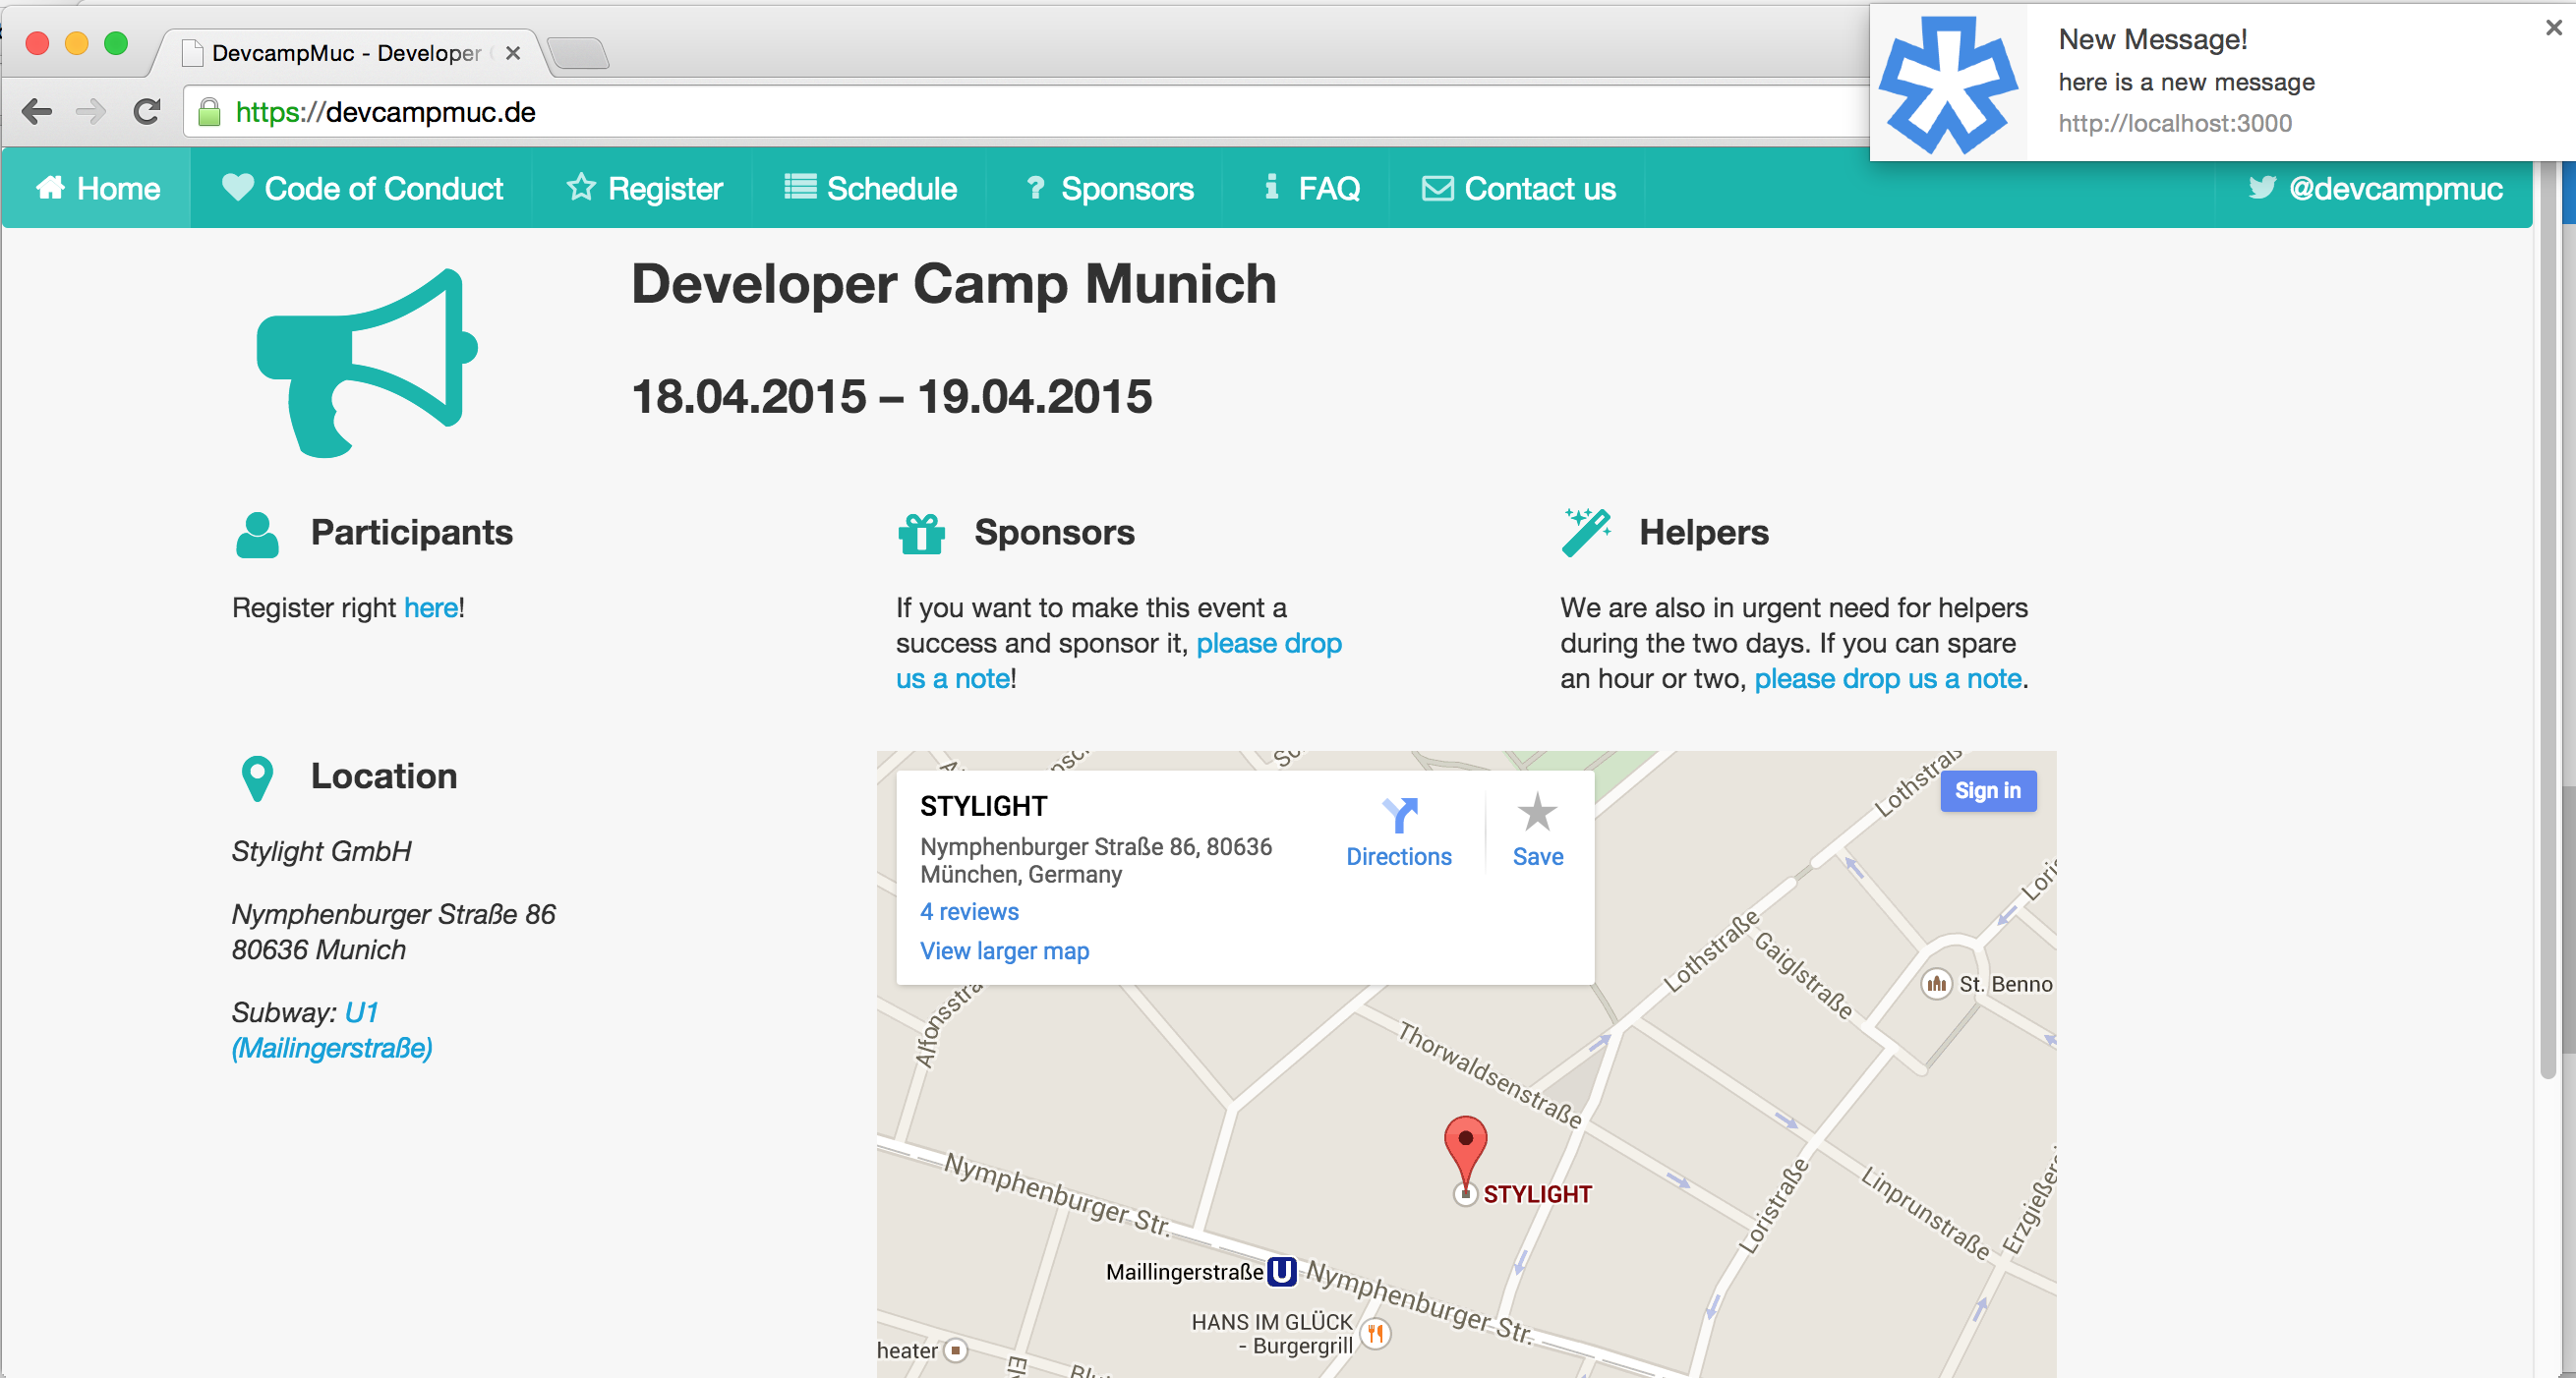 DevcampMuc - Developer
https://devcampmuc.de
New Message!
here is a new message
http://localhost:3000
Home
Code of Conduct
Register
Schedule
? Sponsors
FAQ
Contact us
@devcampmuc
Developer Camp Munich
18.04.2015 – 19.04.2015
Participants
Register right here!
Sponsors
If you want to make this event a
success and sponsor it, please drop
us a note!
Helpers
We are also in urgent need for helpers
during the two days. If you can spare
an hour or two, please drop us a note.
Location
Stylight GmbH
Nymphenburger Straße 86
80636 Munich
Subway: U1
(Mailingerstraße)
STYLIGHT
Nymphenburger Straße 86, 80636
München, Germany
4 reviews
View larger map
Directions
Save
Sign in
Lothstraß
Lori
Lothstraße
Gaiglstraße
St. Benno
Alfonsstra
Thorwaldsenstraße
STYLIGHT
Nymphenburger Str.
Loristraße
Linprunstraße
Erzgießerei
Maillingerstraße U
Nymphenburger Str.
HANS IM GLÜCK
- Burgergrill
heater